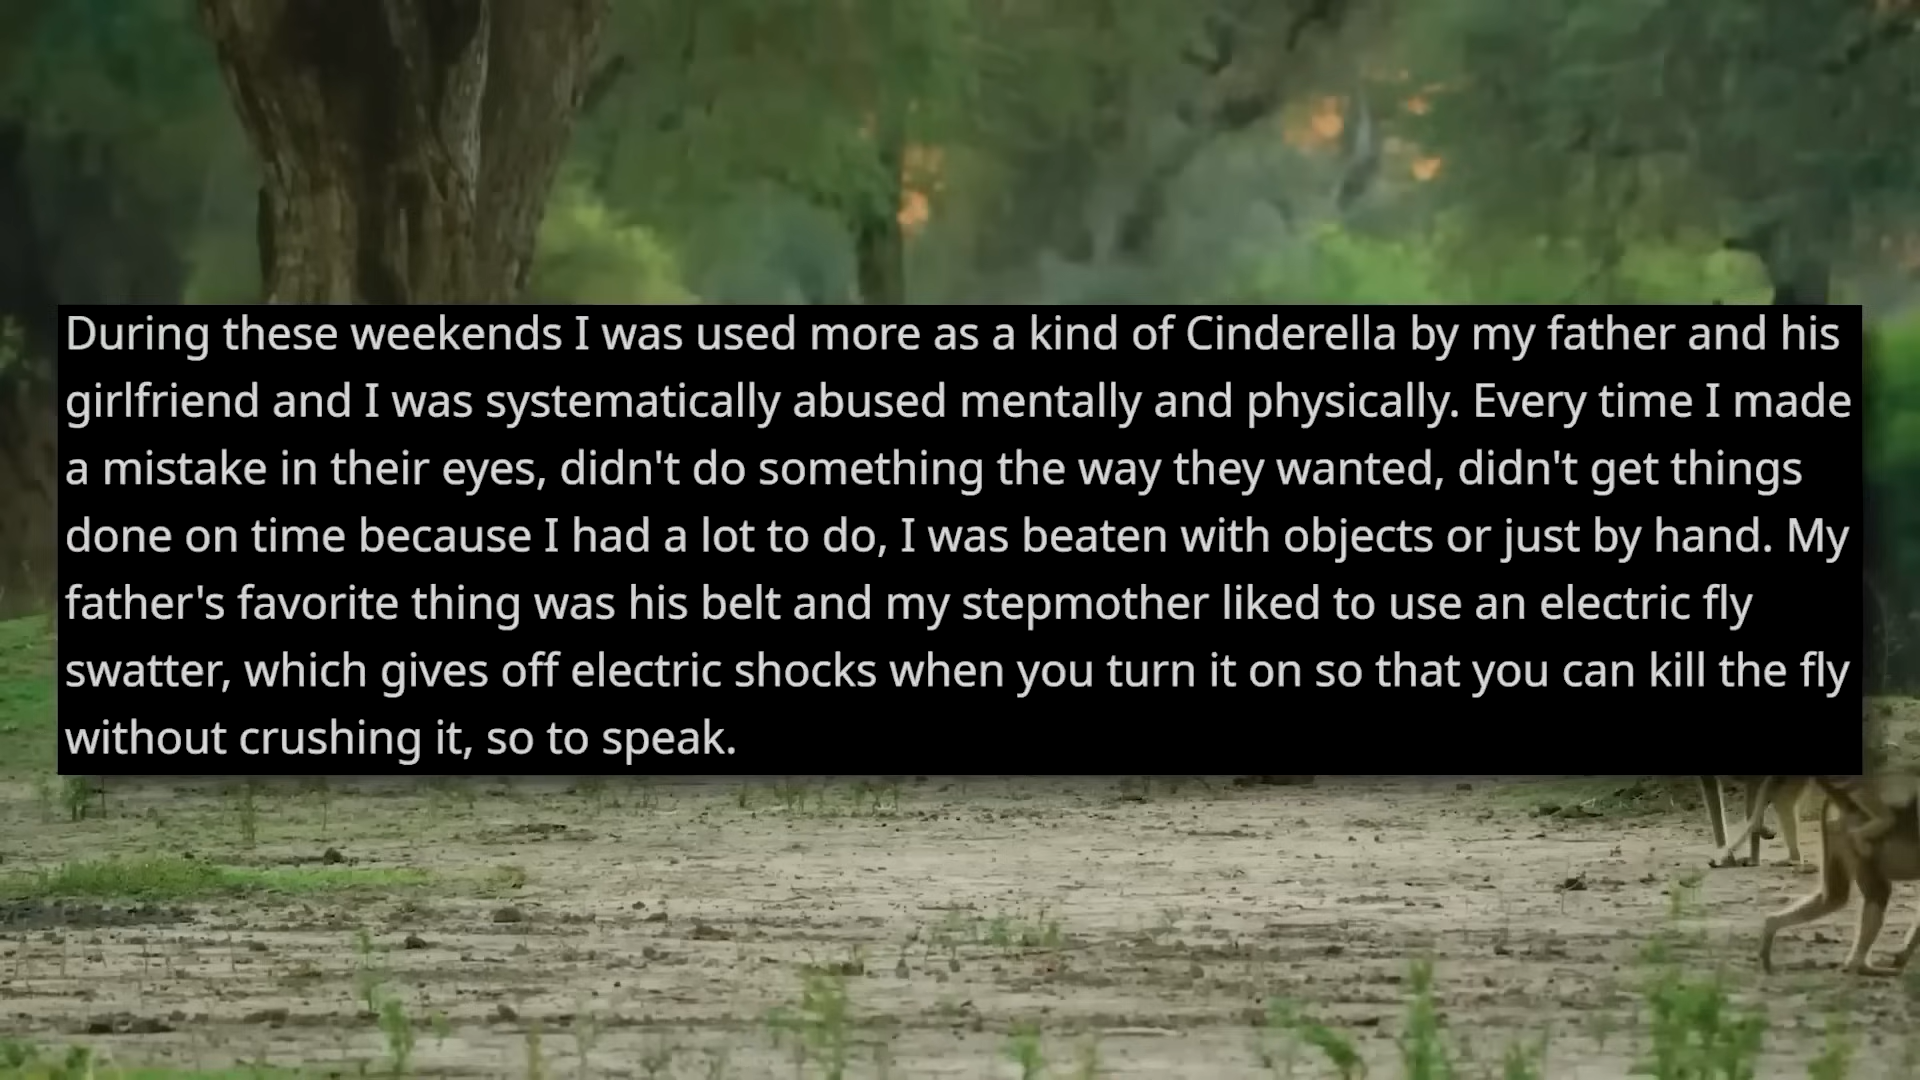 During these weekends I was used more as a kind of Cinderella by my father and his
girlfriend and I was systematically abused mentally and physically. Every time I made
a mistake in their eyes, didn't do something the way they wanted, didn't get things
done on time because I had a lot to do, I was beaten with objects or just by hand. My
father's favorite thing was his belt and my stepmother liked to use an electric fly
swatter, which gives off electric shocks when you turn it on so that you can kill the fly
without crushing it, so to speak.